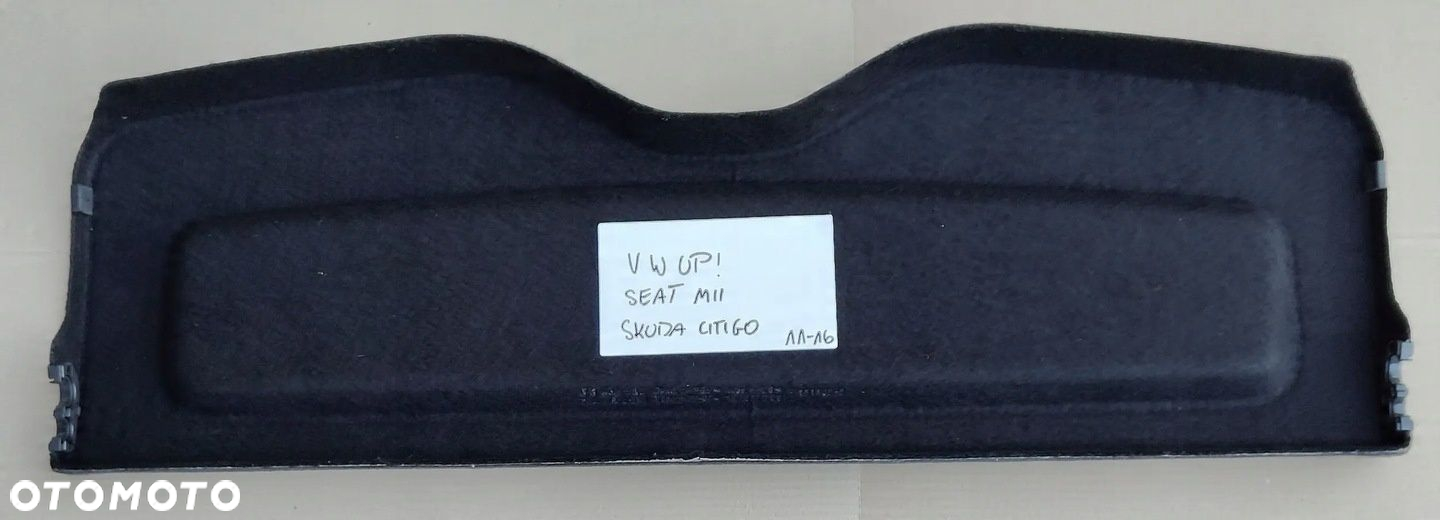 VW UP!
SEAT MII
SKODA CITIGO 11-16
OTOMOTO